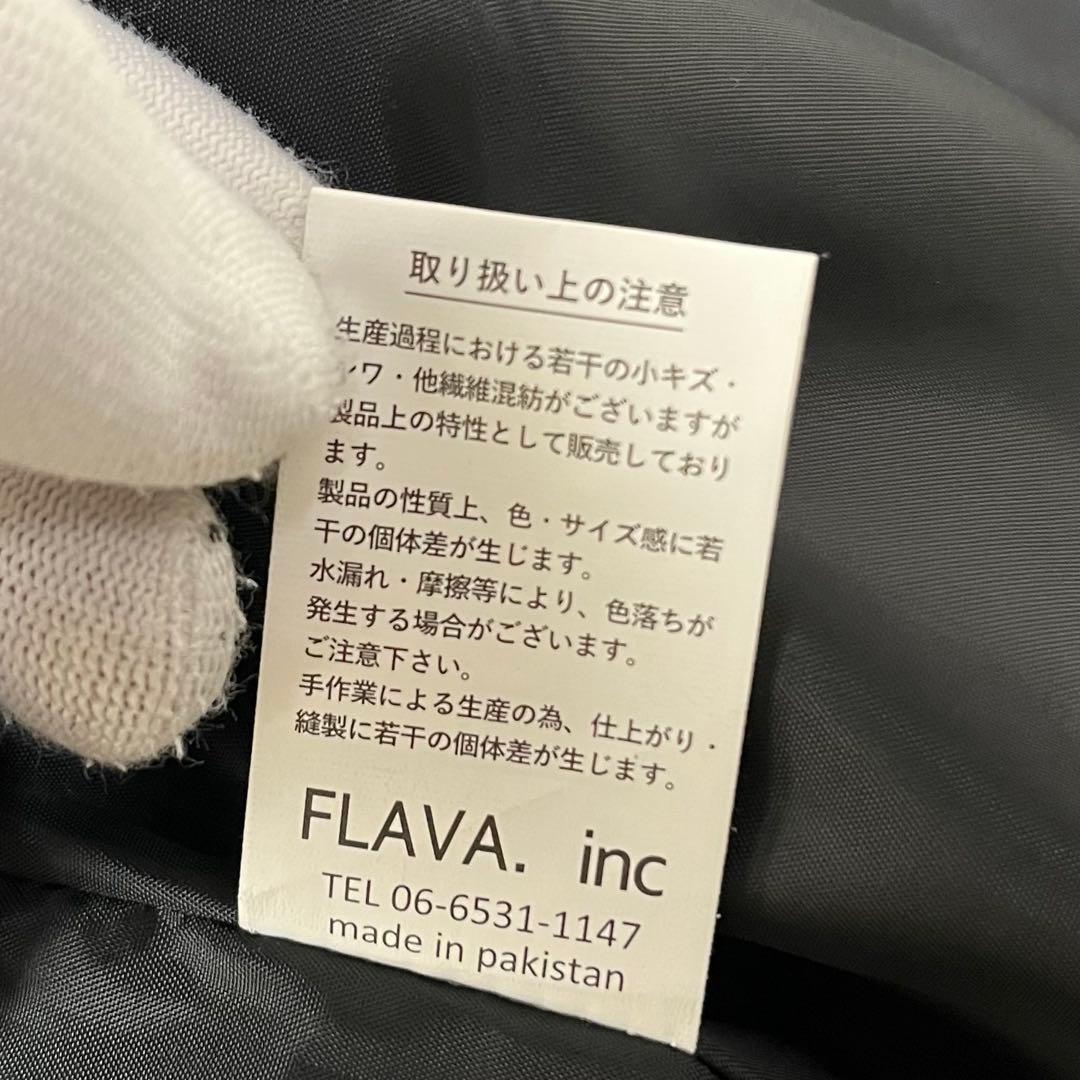 取り扱い上の注意
生産過程における若干の小キズ・
シワ・他繊維混紡がございますが
製品上の特性として販売しており
ます。
製品の性質上、色・サイズ感に若
干の個体差が生じます。
水漏れ・摩擦等により、色落ちが
発生する場合がございます。
ご注意下さい。
手作業による生産の為、仕上がり・
縫製に若干の個体差が生じます。
FLAVA. inc
TEL 06-6531-1147
made in pakistan